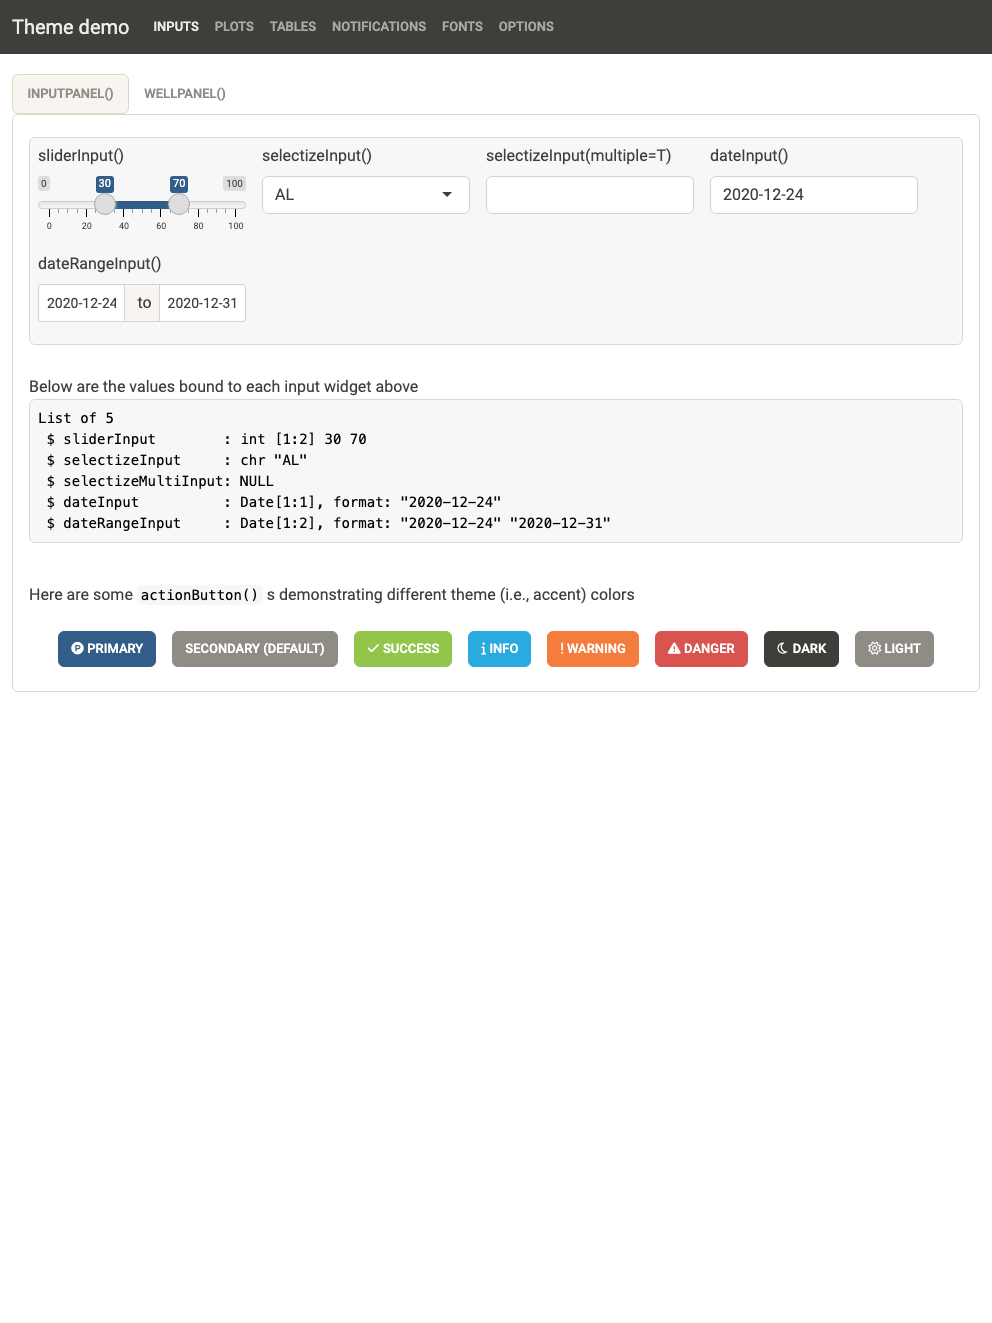 Theme demo INPUTS PLOTS TABLES NOTIFICATIONS FONTS OPTIONS
INPUTPANEL() WELLPANEL()
sliderInput() selectizeInput() selectizeInput(multiple=T) dateInput()
0 30 70 100
AL 2020-12-24
0 20 40 60 80 100
dateRangeInput()
2020-12-24 to 2020-12-31
Below are the values bound to each input widget above
List of 5
 $ sliderInput        : int [1:2] 30 70
 $ selectizeInput     : chr "AL"
 $ selectizeMultiInput: NULL
 $ dateInput          : Date[1:1], format: "2020-12-24"
 $ dateRangeInput     : Date[1:2], format: "2020-12-24" "2020-12-31"
Here are some actionButton() s demonstrating different theme (i.e., accent) colors
PRIMARY SECONDARY (DEFAULT) SUCCESS INFO WARNING DANGER DARK LIGHT